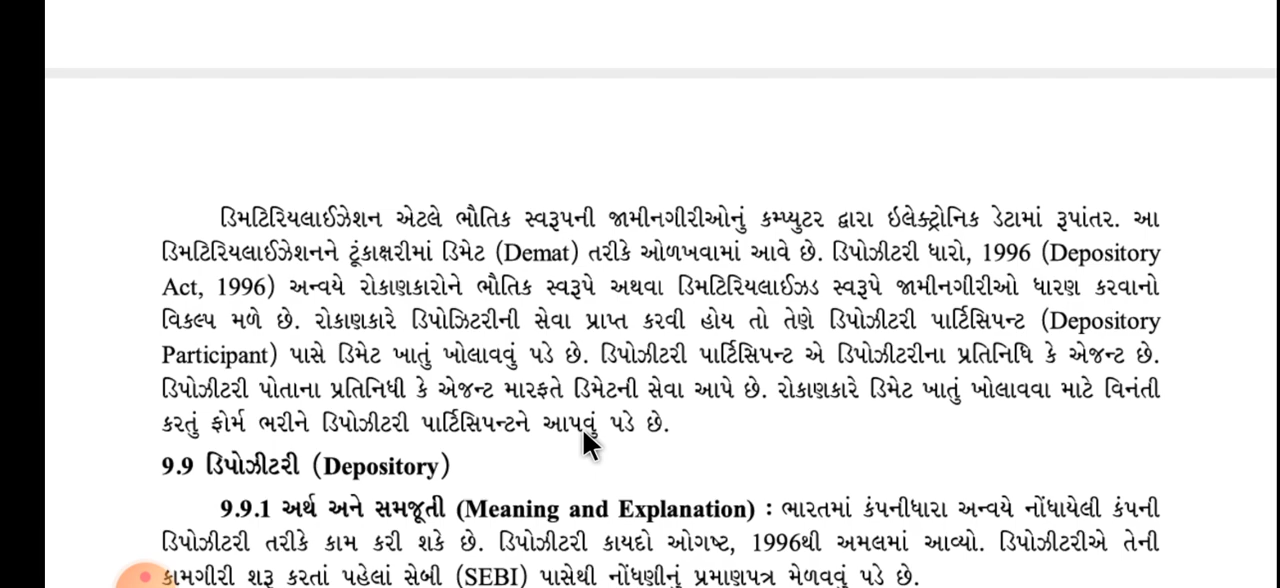 ડિમટિરિયલાઈઝેશન એટલે ભૌતિક સ્વરૂપની જામીનગીરીઓનું કમ્પ્યુટર દ્વારા ઇલેક્ટ્રોનિક ડેટામાં રૂપાંતર. આ
ડિમટિરિયલાઈઝેશનને ટૂંકાક્ષરીમાં ડિમેટ (Demat) તરીકે ઓળખવામાં આવે છે. ડિપોઝીટરી ધારો, 1996 (Depository
Act, 1996) અન્વયે રોકાણકારોને ભૌતિક સ્વરૂપે અથવા ડિમટિરિયલાઈઝડ સ્વરૂપે જામીનગીરીઓ ધારણ કરવાનો
વિકલ્પ મળે છે. રોકાણકારે ડિપોઝિટરીની સેવા પ્રાપ્ત કરવી હોય તો તેણે ડિપોઝીટરી પાર્ટિસિપન્ટ (Depository
Participant) પાસે ડિમેટ ખાતું ખોલાવવું પડે છે. ડિપોઝીટરી પાર્ટિસિપન્ટ એ ડિપોઝીટરીના પ્રતિનિધિ કે એજન્ટ છે.
ડિપોઝીટરી પોતાના પ્રતિનિધી કે એજન્ટ મારફતે ડિમેટની સેવા આપે છે. રોકાણકારે ડિમેટ ખાતું ખોલાવવા માટે વિનંતી
કરતું ફોર્મ ભરીને ડિપોઝીટરી પાર્ટિસિપન્ટને આપવું પડે છે.
9.9 ડિપોઝીટરી (Depository)
9.9.1 અર્થ અને સમજૂતી (Meaning and Explanation) : ભારતમાં કંપનીધારા અન્વયે નોંધાયેલી કંપની
ડિપોઝીટરી તરીકે કામ કરી શકે છે. ડિપોઝીટરી કાયદો ઓગષ્ટ, 1996થી અમલમાં આવ્યો. ડિપોઝીટરીએ તેની
કામગીરી શરૂ કરતાં પહેલાં સેબી (SEBI) પાસેથી નોંધણીનું પ્રમાણપત્ર મેળવવું પડે છે.